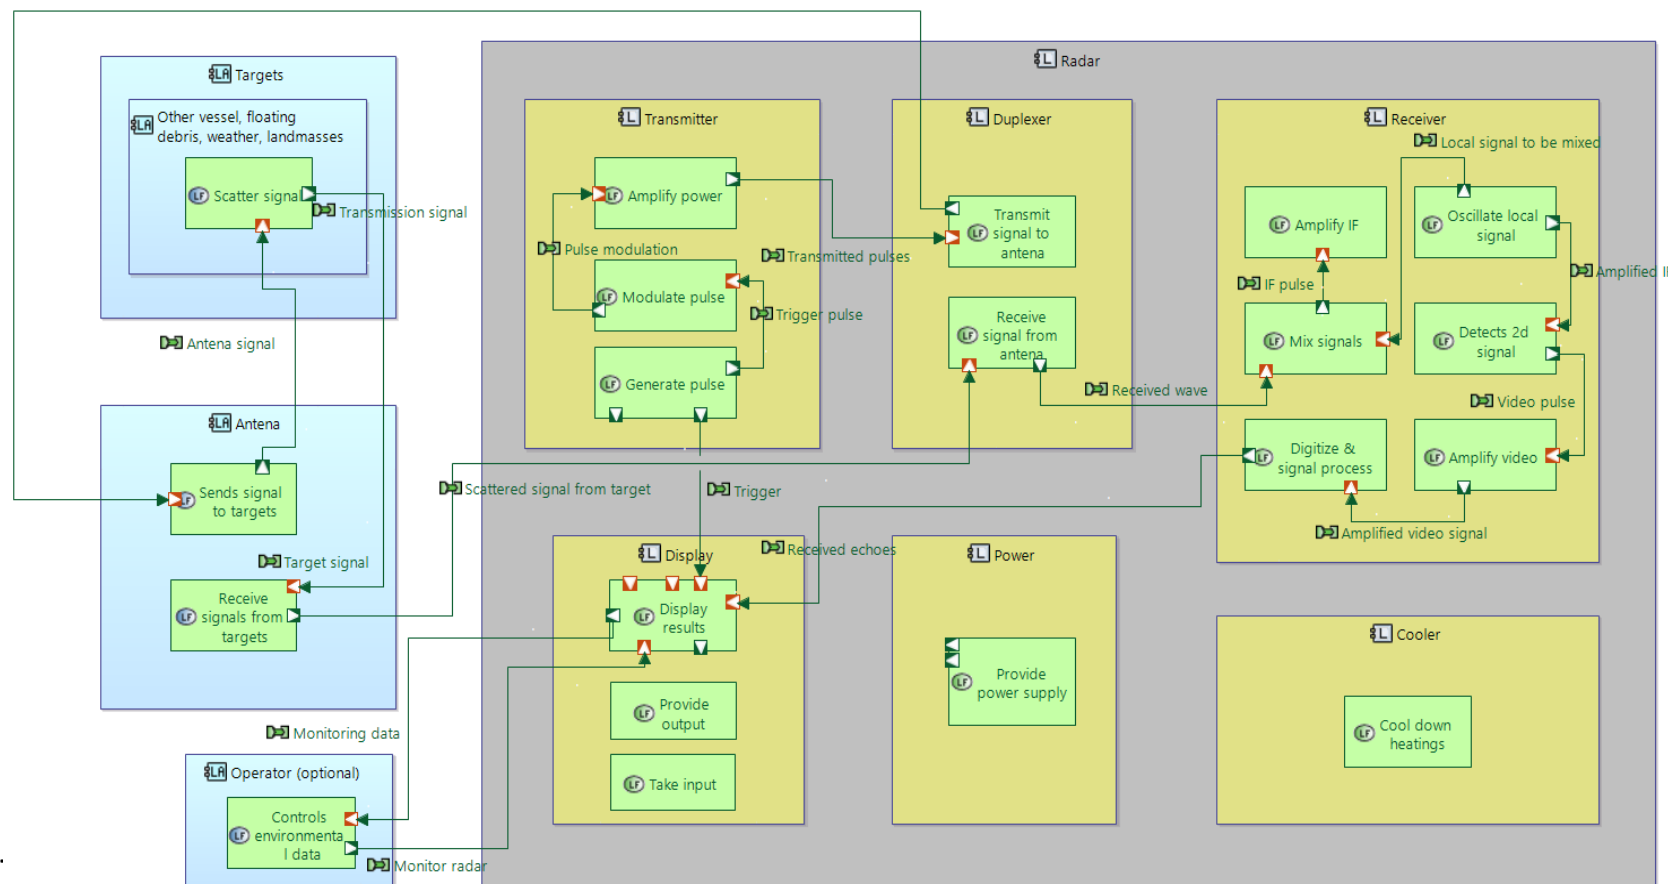 Radar
Targets
Other vessel, floating
debris, weather, landmasses
Scatter signal
Transmission signal
Antena signal
Antena
Sends signal
to targets
Target signal
Receive
signals from
targets
Monitoring data
Operator (optional)
Controls
environmenta
l data
Monitor radar
Transmitter
Amplify power
Pulse modulation
Transmitted pulses
Modulate pulse
Trigger pulse
Generate pulse
Scattered signal from target
Trigger
Duplexer
Transmit
signal to
antena
Receive
signal from
antena
Received wave
Receiver
Local signal to be mixed
Amplify IF
Oscillate local
signal
Amplified
IF pulse
Mix signals
Detects 2d
signal
Video pulse
Digitize &
signal process
Amplify video
Amplified video signal
Display
Received echoes
Display
results
Provide
output
Take input
Power
Provide
power supply
Cooler
Cool down
heatings